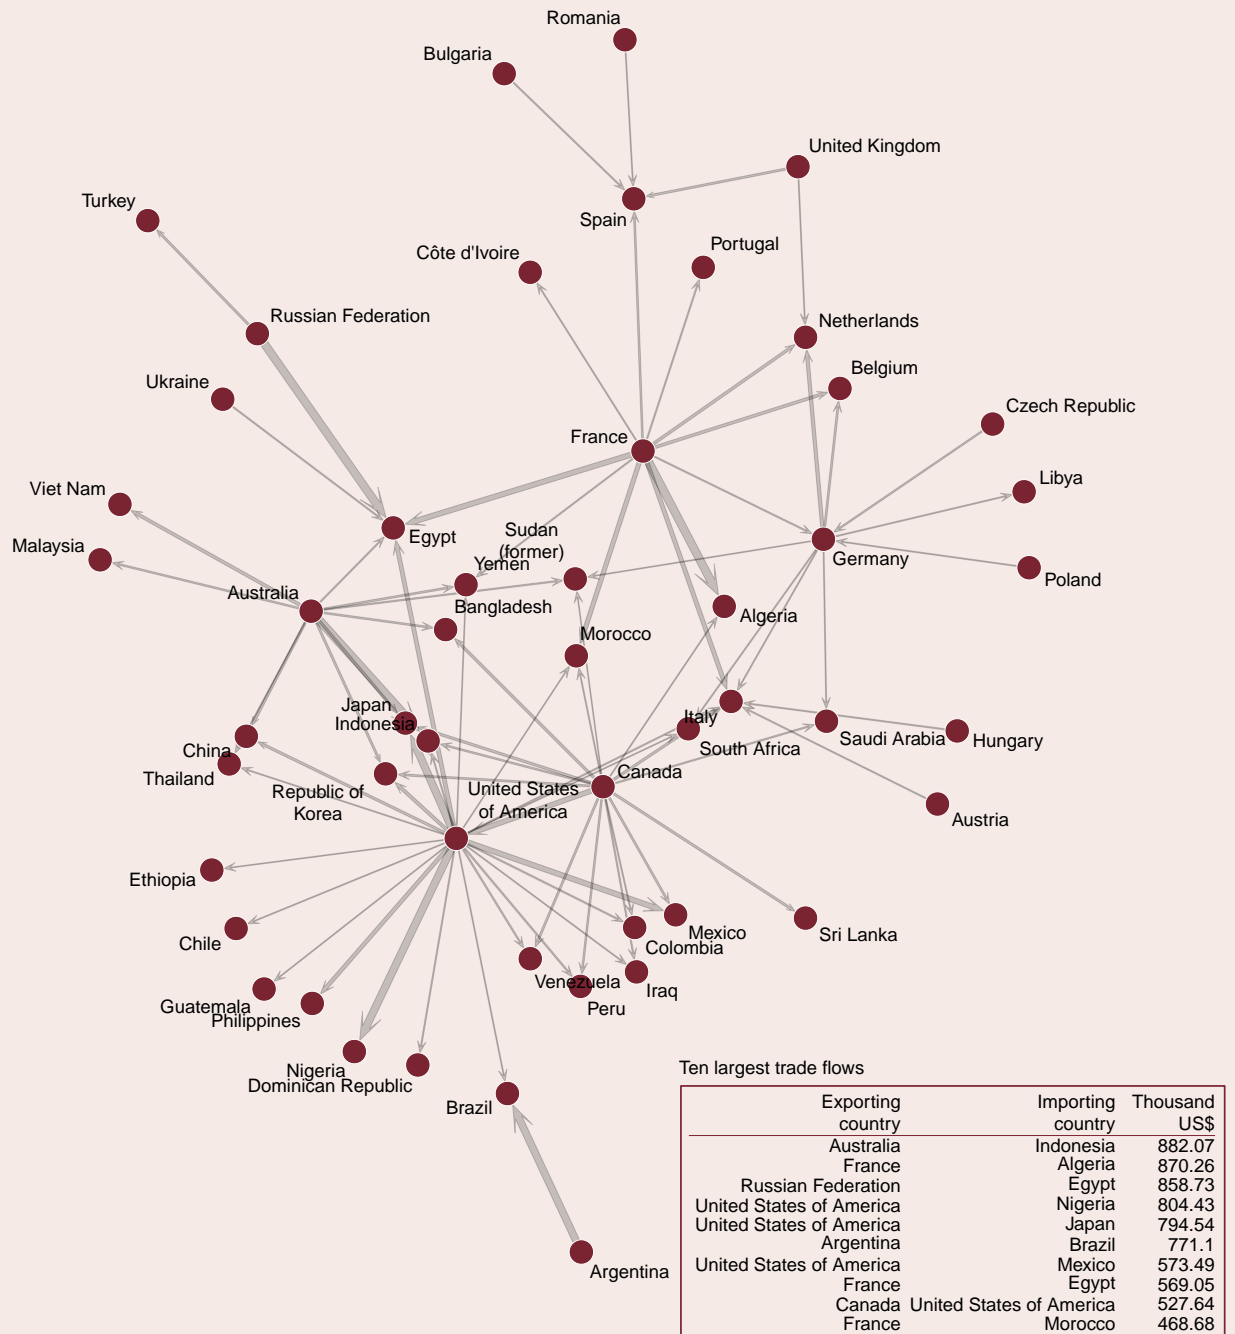 Romania
Bulgaria
United Kingdom
Turkey
Spain
Portugal
Côte d'Ivoire
Russian Federation
Netherlands
Belgium
Ukraine
Czech Republic
France
Libya
Viet Nam
Sudan
(former)
Egypt
Malaysia
Germany
Yemen
Poland
Australia
Bangladesh
Algeria
Morocco
Japan
Indonesia
Italy
South Africa
Saudi Arabia
Hungary
China
Thailand
Canada
Republic of
Korea
United States
of America
Austria
Ethiopia
Mexico
Sri Lanka
Chile
Colombia
Venezuela
Iraq
Guatemala
Philippines
Peru
Nigeria
Dominican Republic
Brazil
Argentina
Ten largest trade flows
Exporting Importing Thousand
country country US$
Australia Indonesia 882.07
France Algeria 870.26
Russian Federation Egypt 858.73
United States of America Nigeria 804.43
United States of America Japan 794.54
Argentina Brazil 771.1
United States of America Mexico 573.49
France Egypt 569.05
Canada United States of America 527.64
France Morocco 468.68